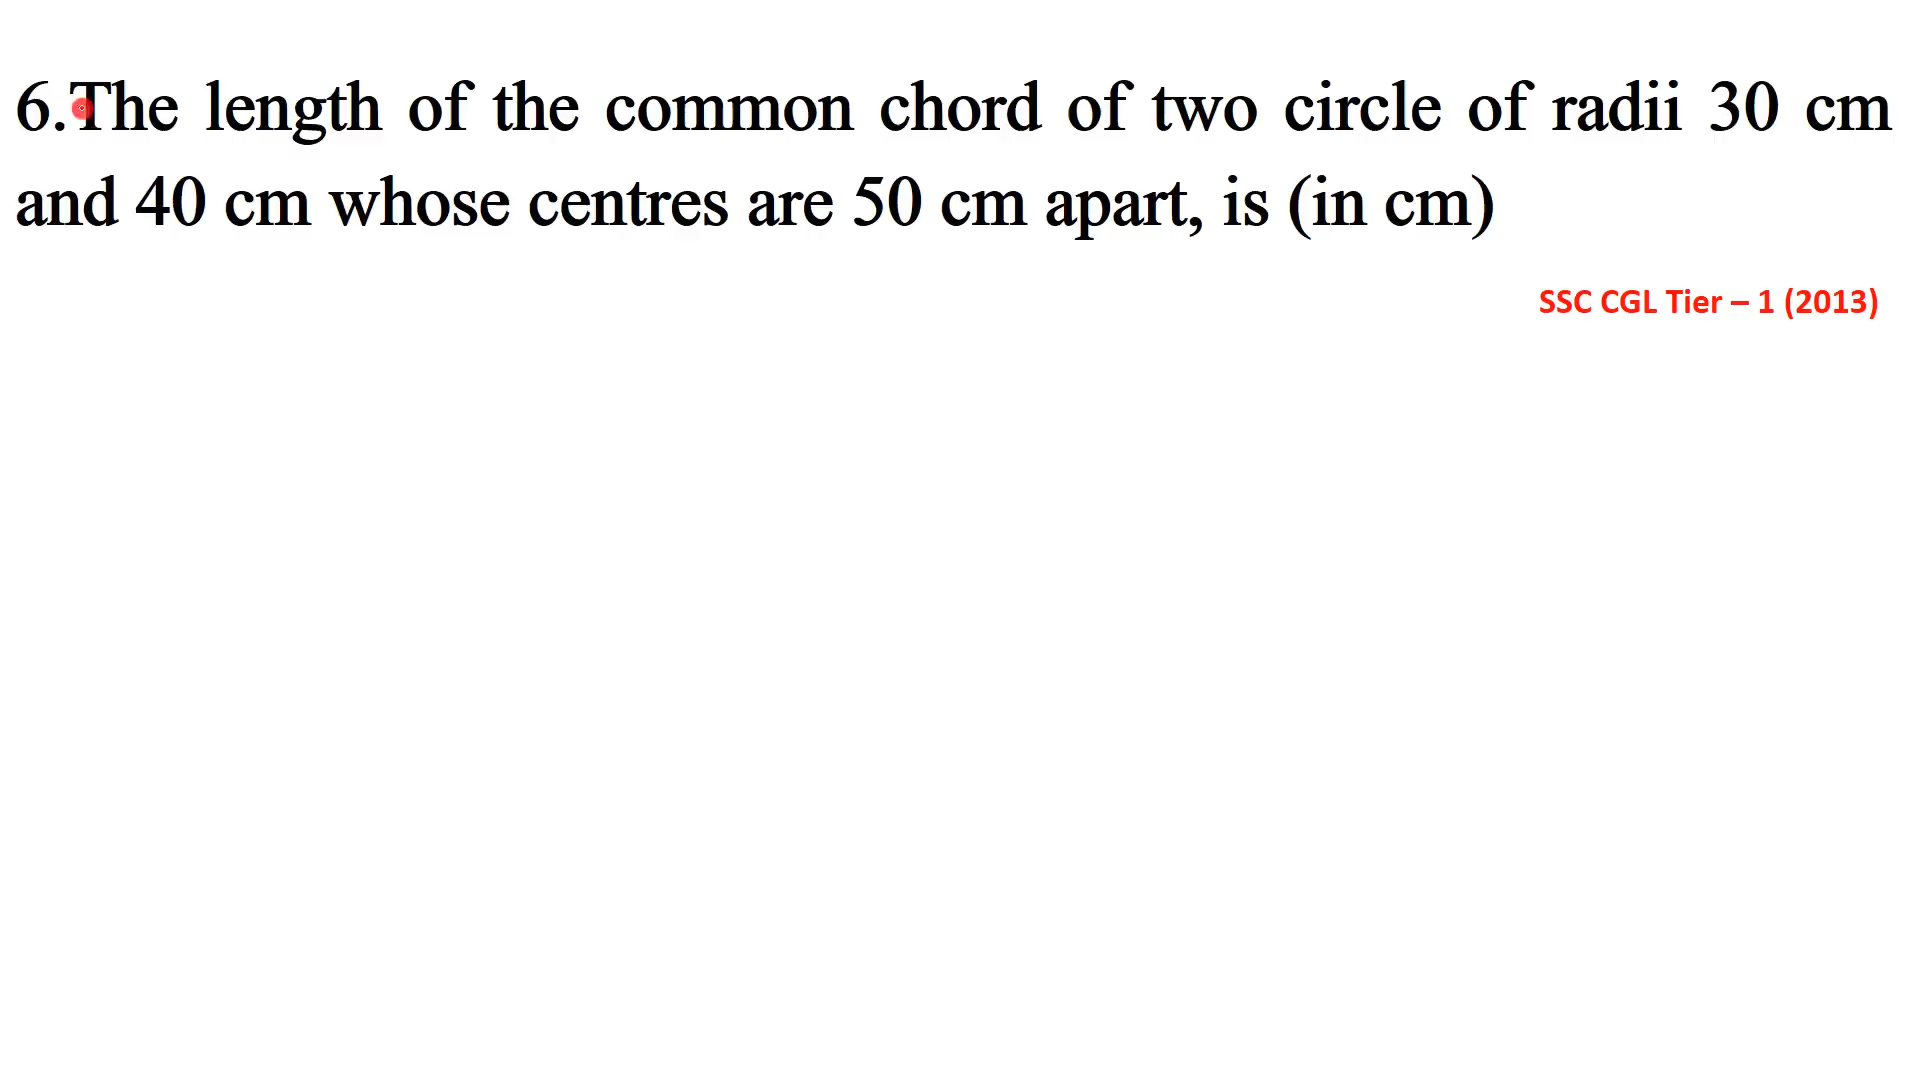 6.The length of the common chord of two circle of radii 30 cm
and 40 cm whose centres are 50 cm apart, is (in cm)
SSC CGL Tier – 1 (2013)